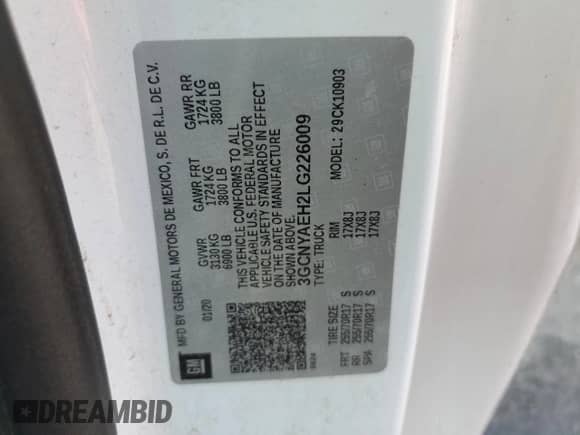 MFD BY GENERAL MOTORS DE MEXICO, S. DE R.L. DE C.V.
01/20 GVWR GAWR FRT GAWR RR
3130 KG 1724 KG 1724 KG
6900 LB 3800 LB 3800 LB
THIS VEHICLE CONFORMS TO ALL
APPLICABLE U.S. FEDERAL MOTOR
VEHICLE SAFETY STANDARDS IN EFFECT
ON THE DATE OF MANUFACTURE
SHOWN ABOVE.
3GCNYAEH2LG226009
TYPE: TRUCK MODEL: 29CK10903
TIRE SIZE RIM
FRT 255/70R17 S 17X8J
RR 255/70R17 S 17X8J
SPA 255/70R17 S 17X8J
GM
DREAMBID